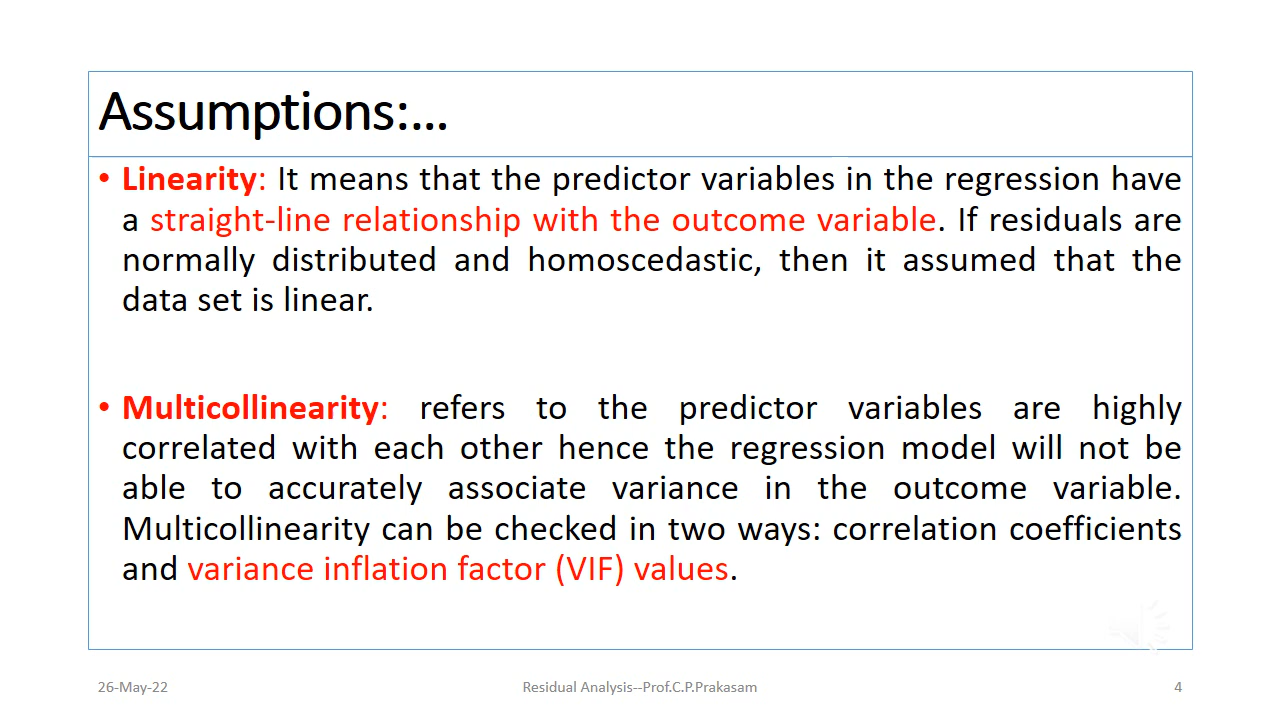 Assumptions:...
• Linearity: It means that the predictor variables in the regression have
a straight-line relationship with the outcome variable. If residuals are
normally distributed and homoscedastic, then it assumed that the
data set is linear.
• Multicollinearity: refers to the predictor variables are highly
correlated with each other hence the regression model will not be
able to accurately associate variance in the outcome variable.
Multicollinearity can be checked in two ways: correlation coefficients
and variance inflation factor (VIF) values.
26-May-22
Residual Analysis--Prof.C.P.Prakasam
4